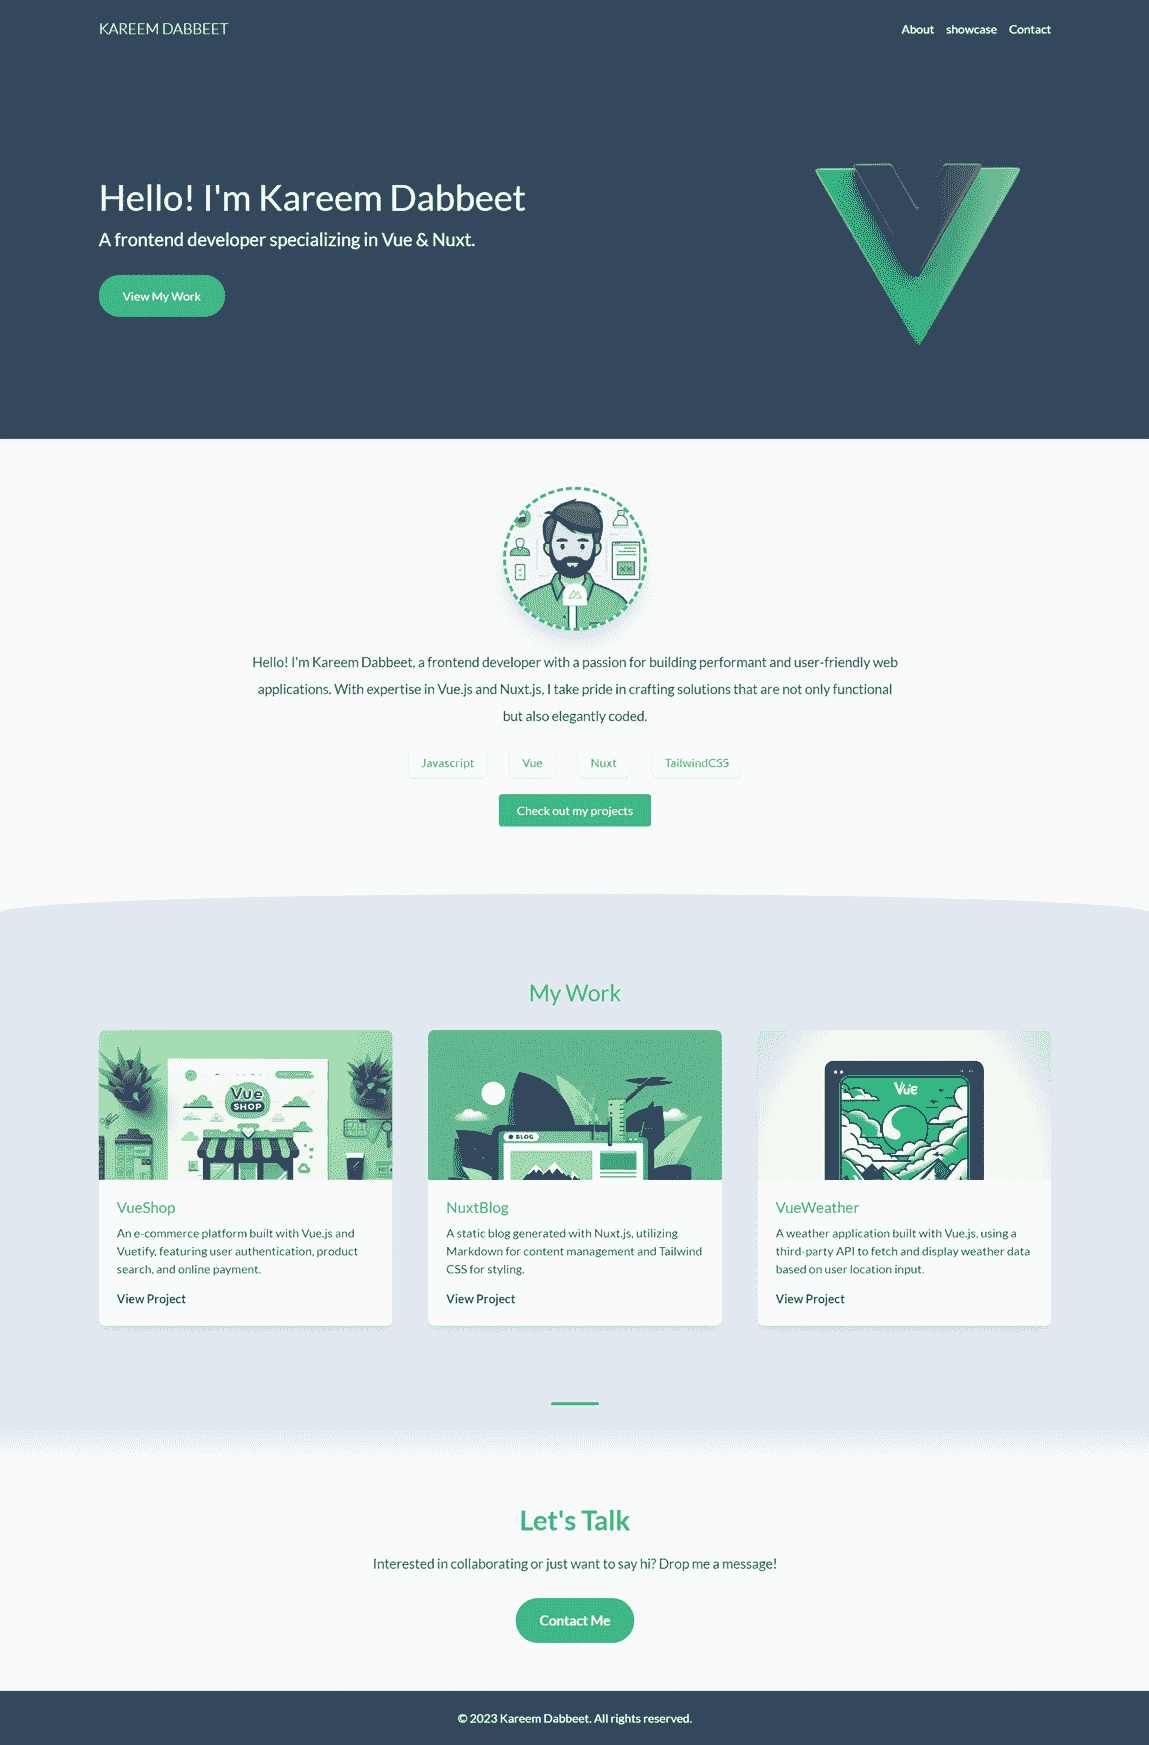 KAREEM DABBEET
About showcase Contact
Hello! I'm Kareem Dabbeet
A frontend developer specializing in Vue & Nuxt.
View My Work
Hello! I'm Kareem Dabbeet, a frontend developer with a passion for building performant and user-friendly web
applications. With expertise in Vue.js and Nuxt.js, I take pride in crafting solutions that are not only functional
but also elegantly coded.
Javascript Vue Nuxt TailwindCSS
Check out my projects
My Work
Vue
SHOP
VueShop
An e-commerce platform built with Vue.js and
Vuetify, featuring user authentication, product
search, and online payment.
View Project
BLOG
NuxtBlog
A static blog generated with Nuxt.js, utilizing
Markdown for content management and Tailwind
CSS for styling.
View Project
Vue
VueWeather
A weather application built with Vue.js, using a
third-party API to fetch and display weather data
based on user location input.
View Project
Let's Talk
Interested in collaborating or just want to say hi? Drop me a message!
Contact Me
© 2023 Kareem Dabbeet. All rights reserved.